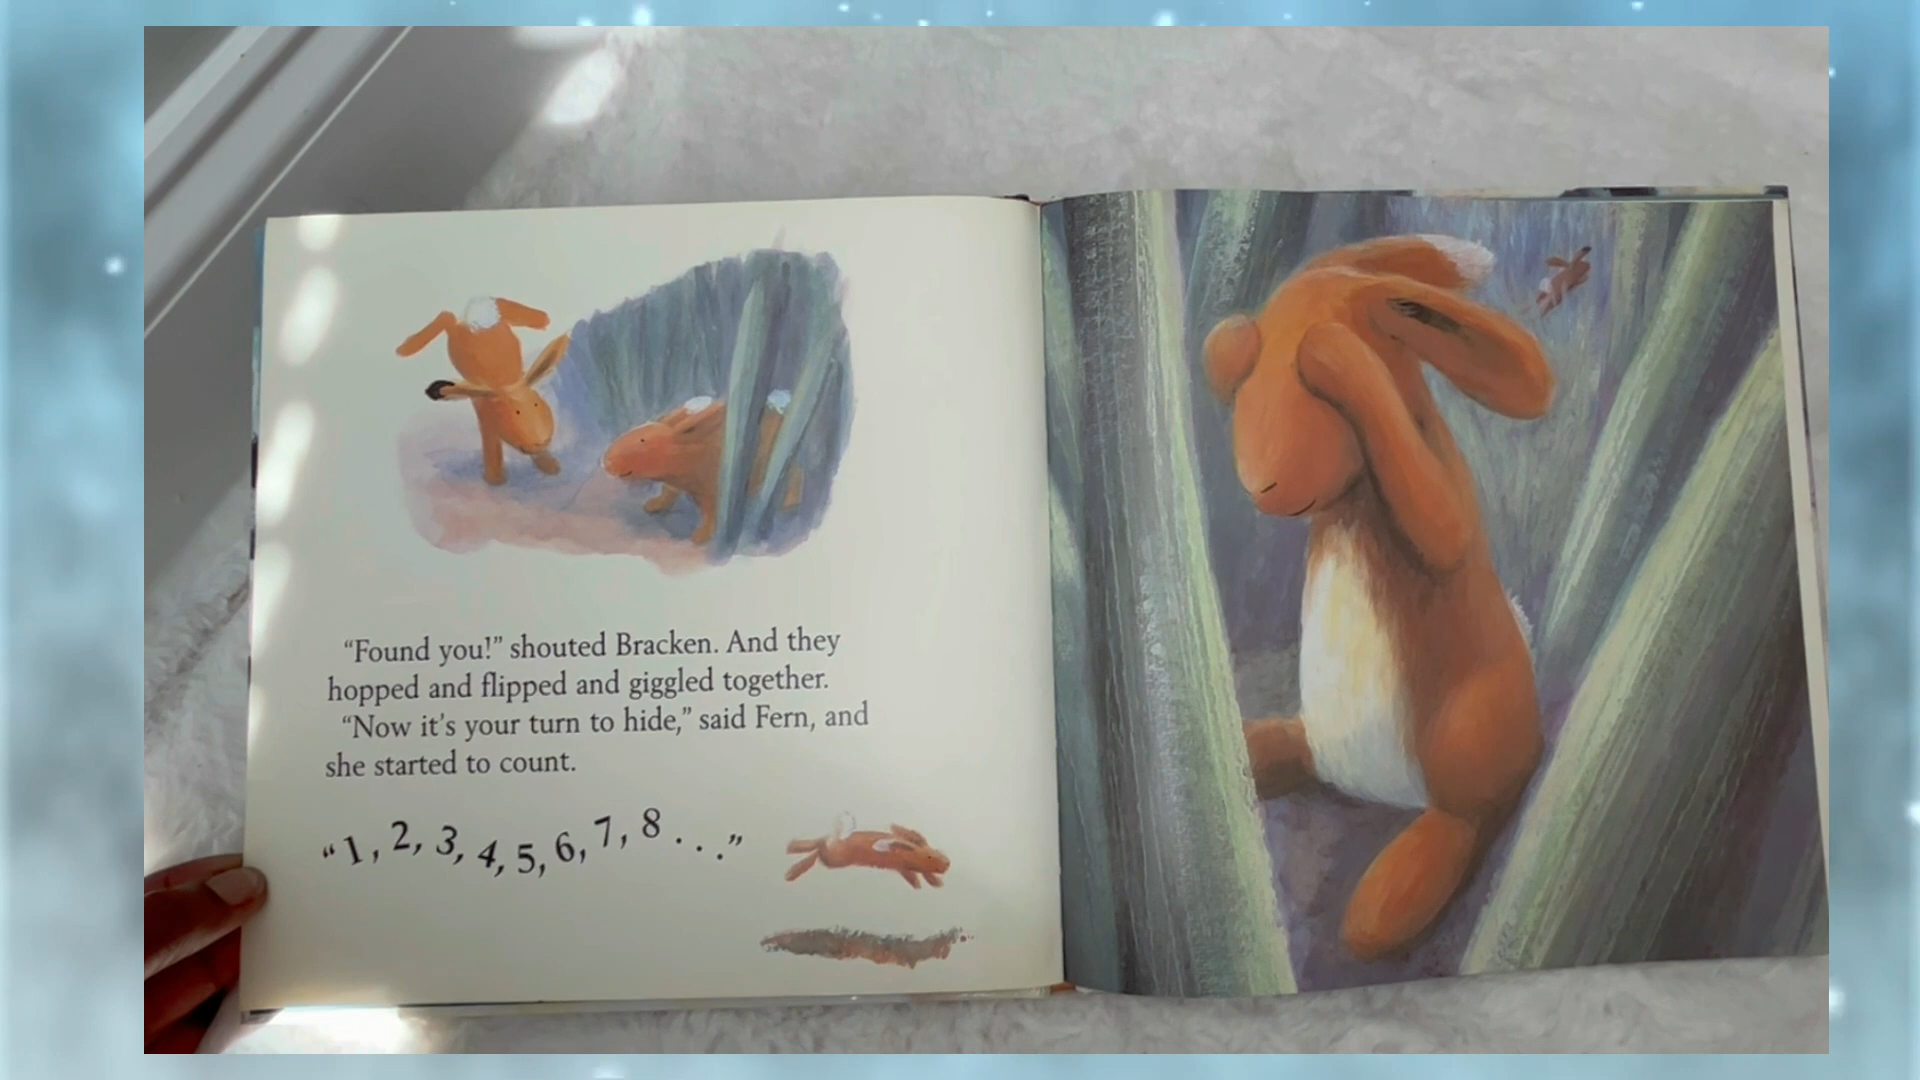 “Found you!” shouted Bracken. And they
hopped and flipped and giggled together.
“Now it’s your turn to hide,” said Fern, and
she started to count.
“1, 2, 3, 4, 5, 6, 7, 8 . . .”